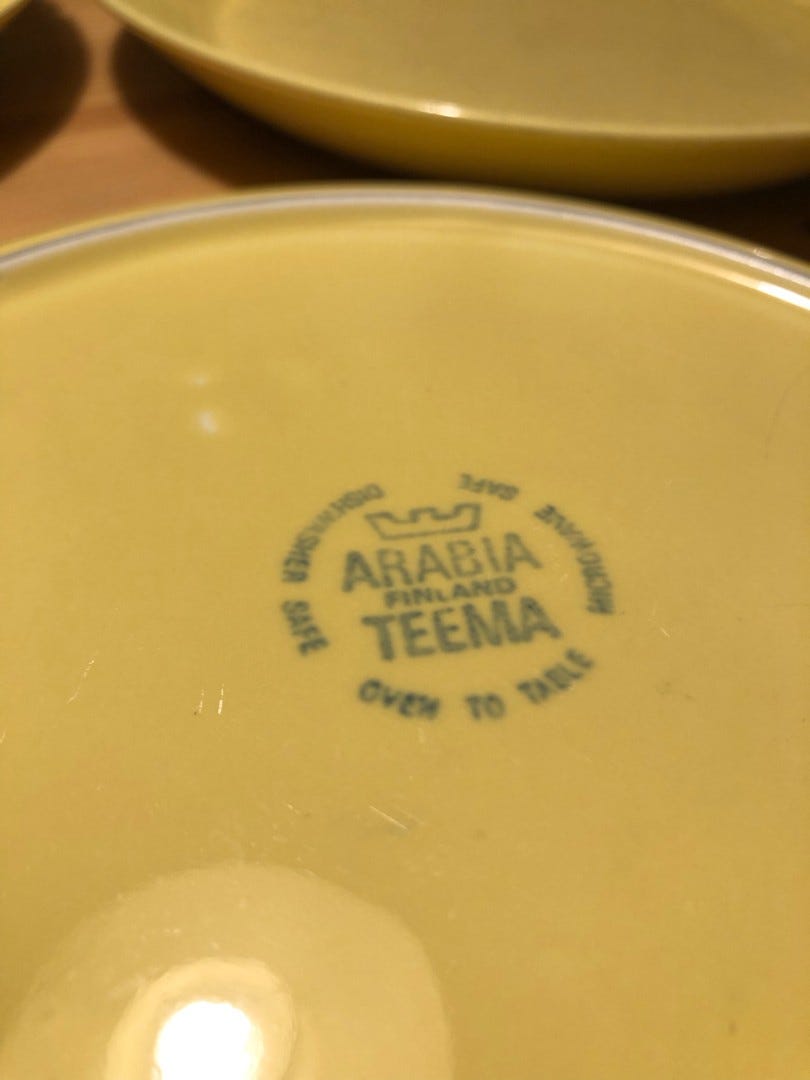 ARABIA
FINLAND
TEEMA
OVEN TO TABLE
MICROWAVE SAFE
DISHWASHER SAFE